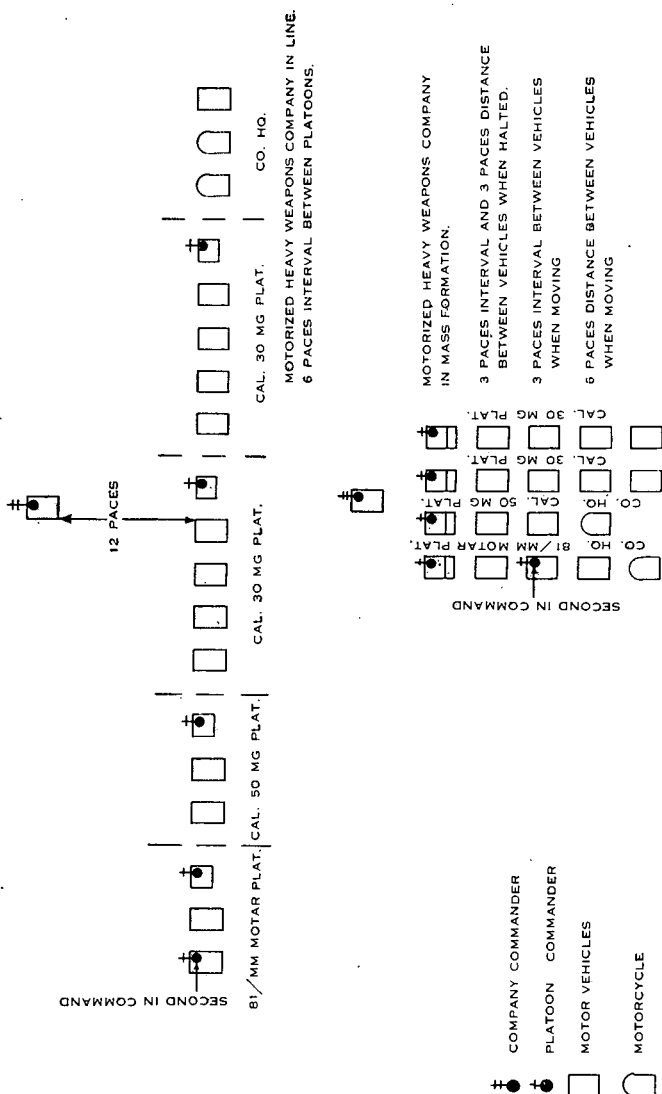 12 PACES
SECOND IN COMMAND
81/MM MOTAR PLAT.
CAL. 50 MG PLAT.
CAL. 30 MG PLAT.
CAL. 30 MG PLAT.
CO. HQ.
MOTORIZED HEAVY WEAPONS COMPANY IN LINE.
6 PACES INTERVAL BETWEEN PLATOONS.
SECOND IN COMMAND
CO. HQ. 81/MM MOTAR PLAT.
CO. HQ. CAL. 50 MG PLAT.
CAL. 30 MG PLAT.
CAL. 30 MG PLAT.
MOTORIZED HEAVY WEAPONS COMPANY
IN MASS FORMATION.
3 PACES INTERVAL AND 3 PACES DISTANCE
BETWEEN VEHICLES WHEN HALTED.
3 PACES INTERVAL BETWEEN VEHICLES
WHEN MOVING
6 PACES DISTANCE BETWEEN VEHICLES
WHEN MOVING
COMPANY COMMANDER
PLATOON COMMANDER
MOTOR VEHICLES
MOTORCYCLE